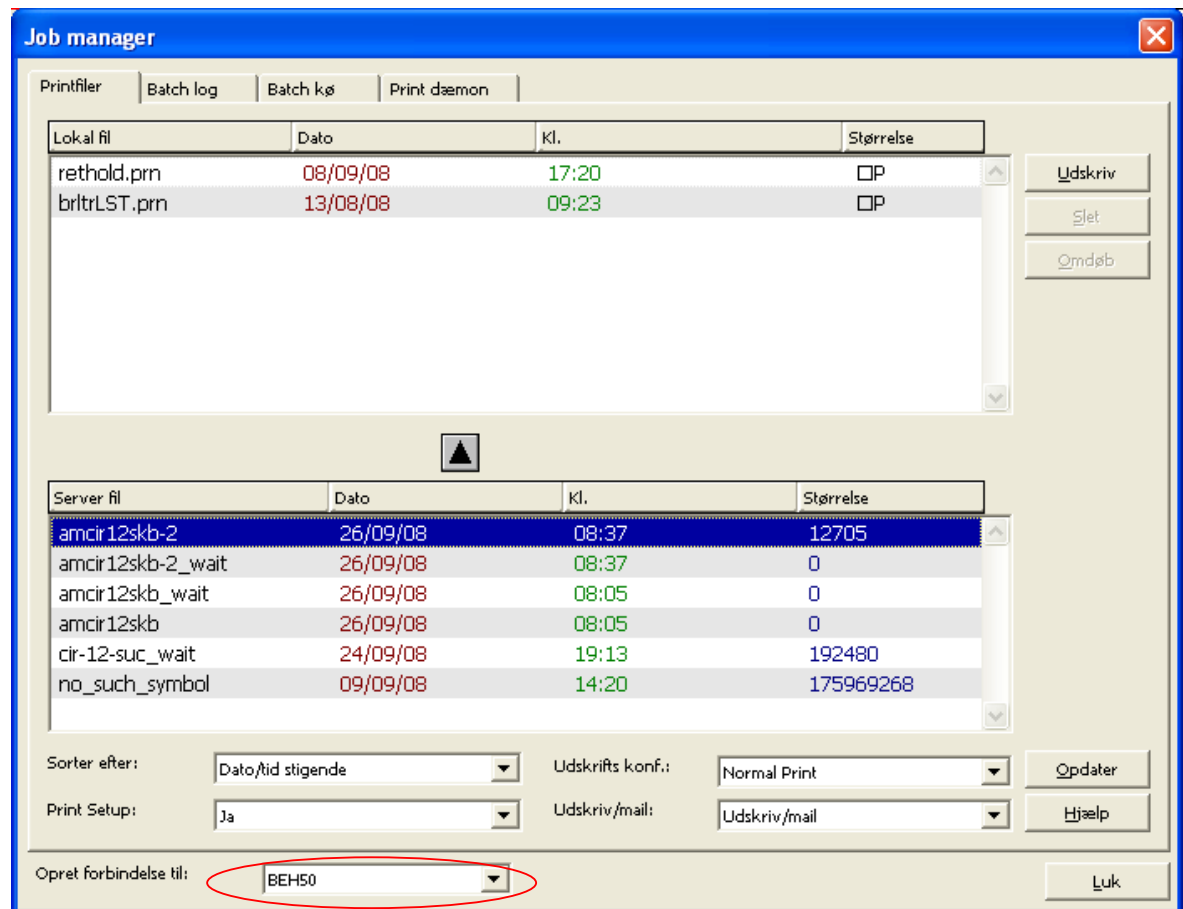 Job manager
Printfiler Batch log Batch kø Print dæmon
Lokal fil Dato Kl. Størrelse
rethold.prn 08/09/08 17:20 □P
brltrLST.prn 13/08/08 09:23 □P
Udskriv
Slet
Omdøb
Server fil Dato Kl. Størrelse
amcir12skb-2 26/09/08 08:37 12705
amcir12skb-2_wait 26/09/08 08:37 0
amcir12skb_wait 26/09/08 08:05 0
amcir12skb 26/09/08 08:05 0
cir-12-suc_wait 24/09/08 19:13 192480
no_such_symbol 09/09/08 14:20 175969268
Sorter efter: Dato/tid stigende Udskrifts konf.: Normal Print Opdater
Print Setup: Ja Udskriv/mail: Udskriv/mail Hjælp
Opret forbindelse til: BEH50 Luk